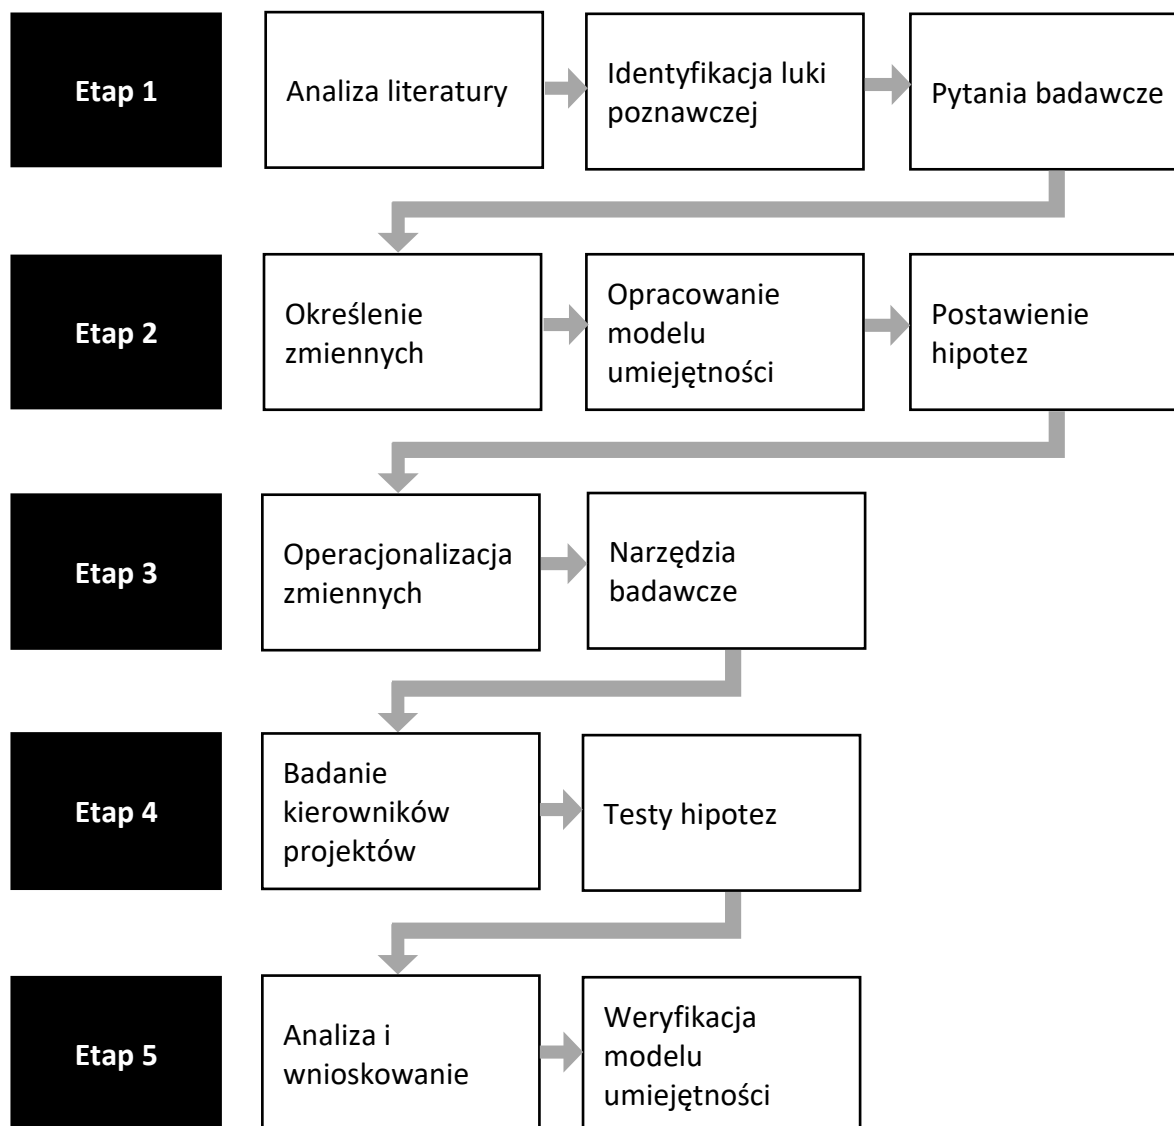 Etap 1
Analiza literatury
Identyfikacja luki
poznawczej
Pytania badawcze
Etap 2
Określenie
zmiennych
Opracowanie
modelu
umiejętności
Postawienie
hipotez
Etap 3
Operacjonalizacja
zmiennych
Narzędzia
badawcze
Etap 4
Badanie
kierowników
projektów
Testy hipotez
Etap 5
Analiza i
wnioskowanie
Weryfikacja
modelu
umiejętności